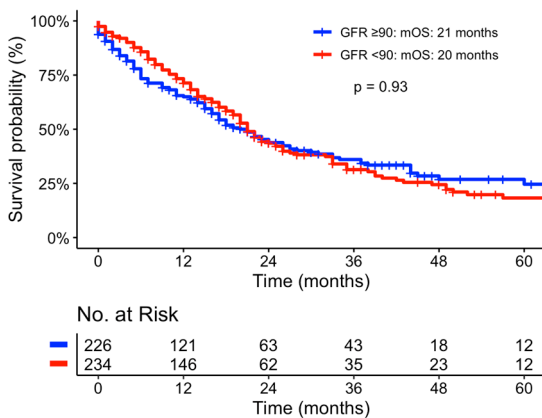 Survival probability (%)
100%
75%
50%
25%
0%
GFR ≥90: mOS: 21 months
GFR <90: mOS: 20 months
p = 0.93
0 12 24 36 48 60
Time (months)
No. at Risk
226 121 63 43 18 12
234 146 62 35 23 12
0 12 24 36 48 60
Time (months)